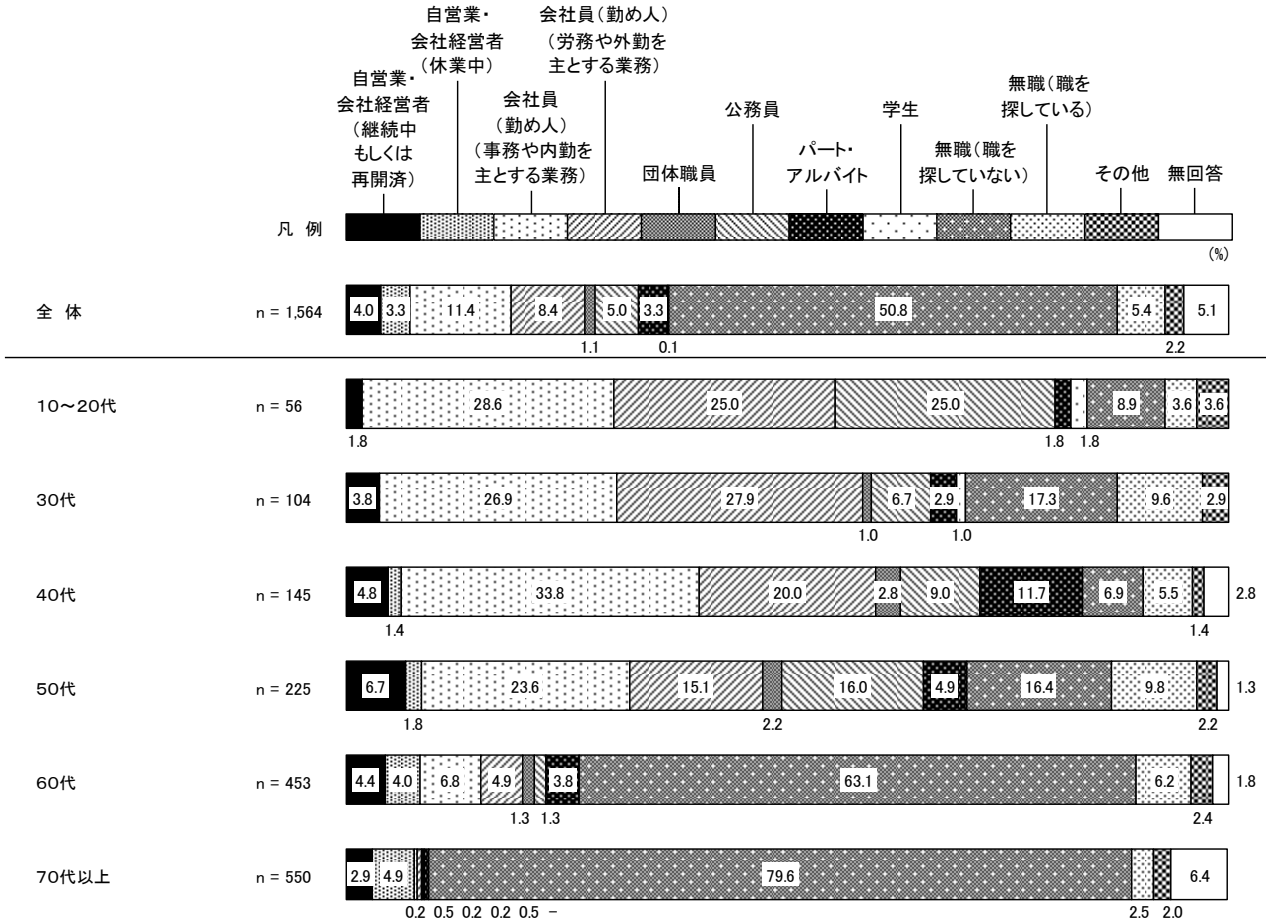 自営業・
会社経営者
（継続中
もしくは
再開済）
自営業・
会社経営者
（休業中）
会社員
（勤め人）
（事務や内勤を
主とする業務）
会社員（勤め人）
（労務や外勤を
主とする業務）
団体職員
公務員
パート・
アルバイト
学生
無職（職を
探していない）
無職（職を
探している）
その他
無回答
凡 例
(%)
全 体 n = 1,564 4.0 3.3 11.4 8.4 5.0 3.3 50.8 5.4 5.1
1.1 0.1 2.2
10～20代 n = 56 28.6 25.0 25.0 8.9 3.6 3.6
1.8 1.8 1.8
30代 n = 104 3.8 26.9 27.9 6.7 2.9 17.3 9.6 2.9
1.0 1.0
40代 n = 145 4.8 33.8 20.0 2.8 9.0 11.7 6.9 5.5 2.8
1.4 1.4
50代 n = 225 6.7 23.6 15.1 16.0 4.9 16.4 9.8 1.3
1.8 2.2 2.2
60代 n = 453 4.4 4.0 6.8 4.9 3.8 63.1 6.2 1.8
1.3 1.3 2.4
70代以上 n = 550 2.9 4.9 79.6 6.4
0.2 0.5 0.2 0.2 0.5 － 2.5 2.0